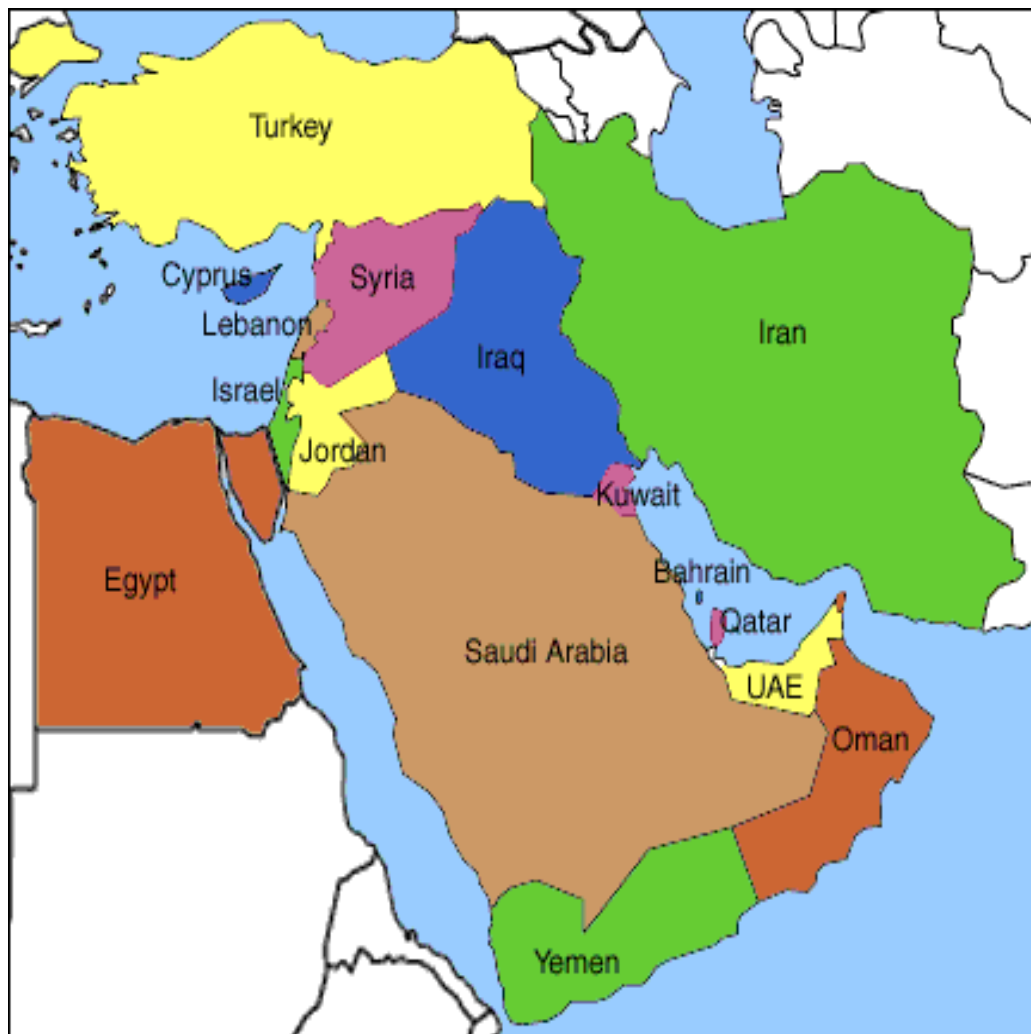 Turkey
Cyprus
Syria
Lebanon
Iran
Iraq
Israel
Jordan
Kuwait
Egypt
Bahrain
Qatar
Saudi Arabia
UAE
Oman
Yemen